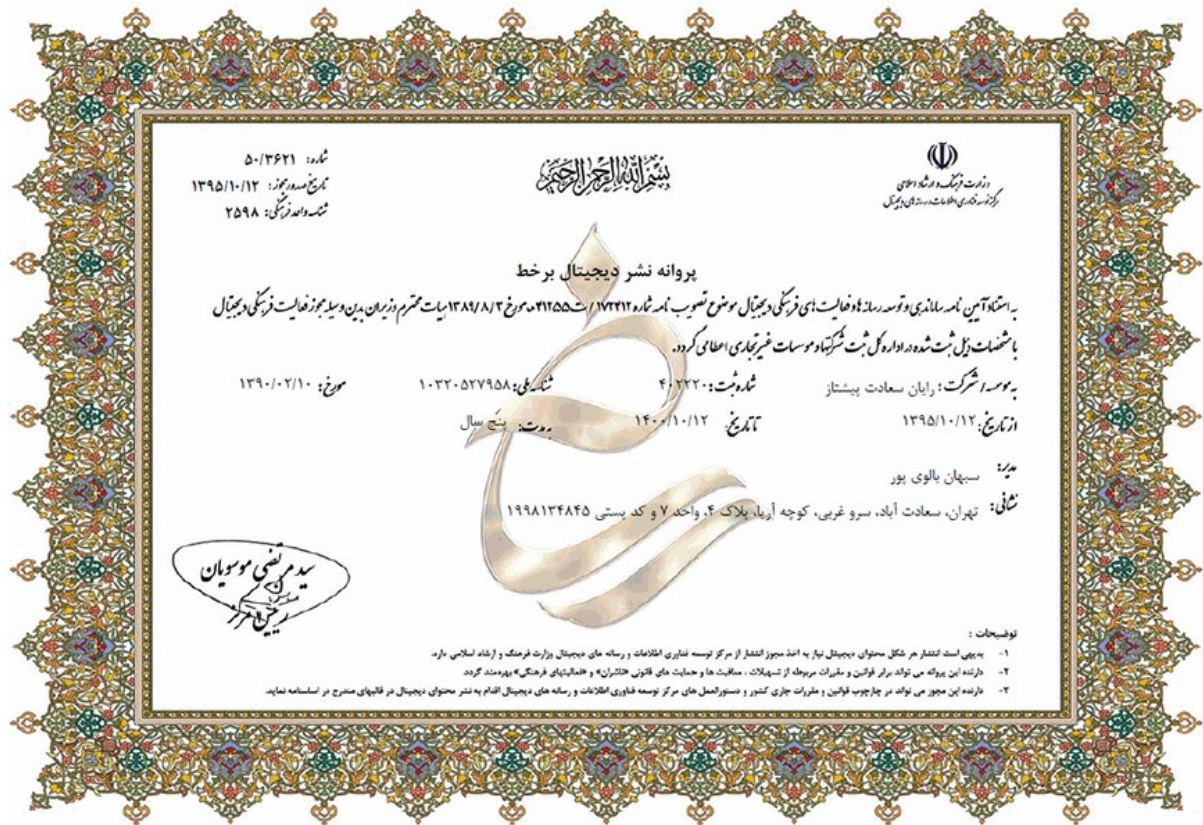 بسم الله الرحمن الرحیم
وزارت فرهنگ و ارشاد اسلامی
مرکز توسعه فناوری اطلاعات و رسانه های دیجیتال
شماره: ۵۰/۳۶۲۱
تاریخ صدور مجوز: ۱۳۹۵/۱۰/۱۲
شناسه واحد فرهنگی: ۲۵۹۸
پروانه نشر دیجیتال برخط
به استناد آیین نامه ساماندهی و توسعه رسانه ها و فعالیت های فرهنگی دیجیتال موضوع تصویب نامه شماره ۱۷۲۴۱۲ / ت ۴۱۲۵۵ ه مورخ ۱۳۸۹/۸/۳ هیات محترم وزیران بدین وسیله مجوز فعالیت فرهنگی دیجیتال
با مشخصات ذیل ثبت شده در اداره کل ثبت شرکتها و موسسات غیرتجاری اعطا می گردد.
به موسسه / شرکت: رایان سعادت پیشتاز شماره ثبت: ۴۰۲۲۲۰ شناسه ملی: ۱۰۳۲۰۵۲۷۹۵۸ مورخ: ۱۳۹۰/۰۲/۱۰
از تاریخ: ۱۳۹۵/۱۰/۱۲ تا تاریخ: ۱۴۰۰/۱۰/۱۲ به مدت: پنج سال
مدیر: سبهان بالوی پور
نشانی: تهران، سعادت آباد، سرو غربی، کوچه آریا، پلاک ۴، واحد ۷ و کد پستی ۱۹۹۸۱۳۴۸۴۵
سید مرتضی موسویان
رییس مرکز
توضیحات :
۱- بدیهی است انتشار هر شکل محتوای دیجیتال نیاز به اخذ مجوز انتشار از مرکز توسعه فناوری اطلاعات و رسانه های دیجیتال وزارت فرهنگ و ارشاد اسلامی دارد.
۲- دارنده این پروانه می تواند برابر قوانین و مقررات مربوطه از تسهیلات ، معافیت ها و حمایت های قانونی «ناشران» و «فعالیتهای فرهنگی» بهره‌مند گردد.
۳- دارنده این مجوز می تواند در چارچوب قوانین و مقررات جاری کشور و دستورالعمل های مرکز توسعه فناوری اطلاعات و رسانه های دیجیتال اقدام به نشر محتوای دیجیتال در قالبهای مندرج در اساسنامه نماید.